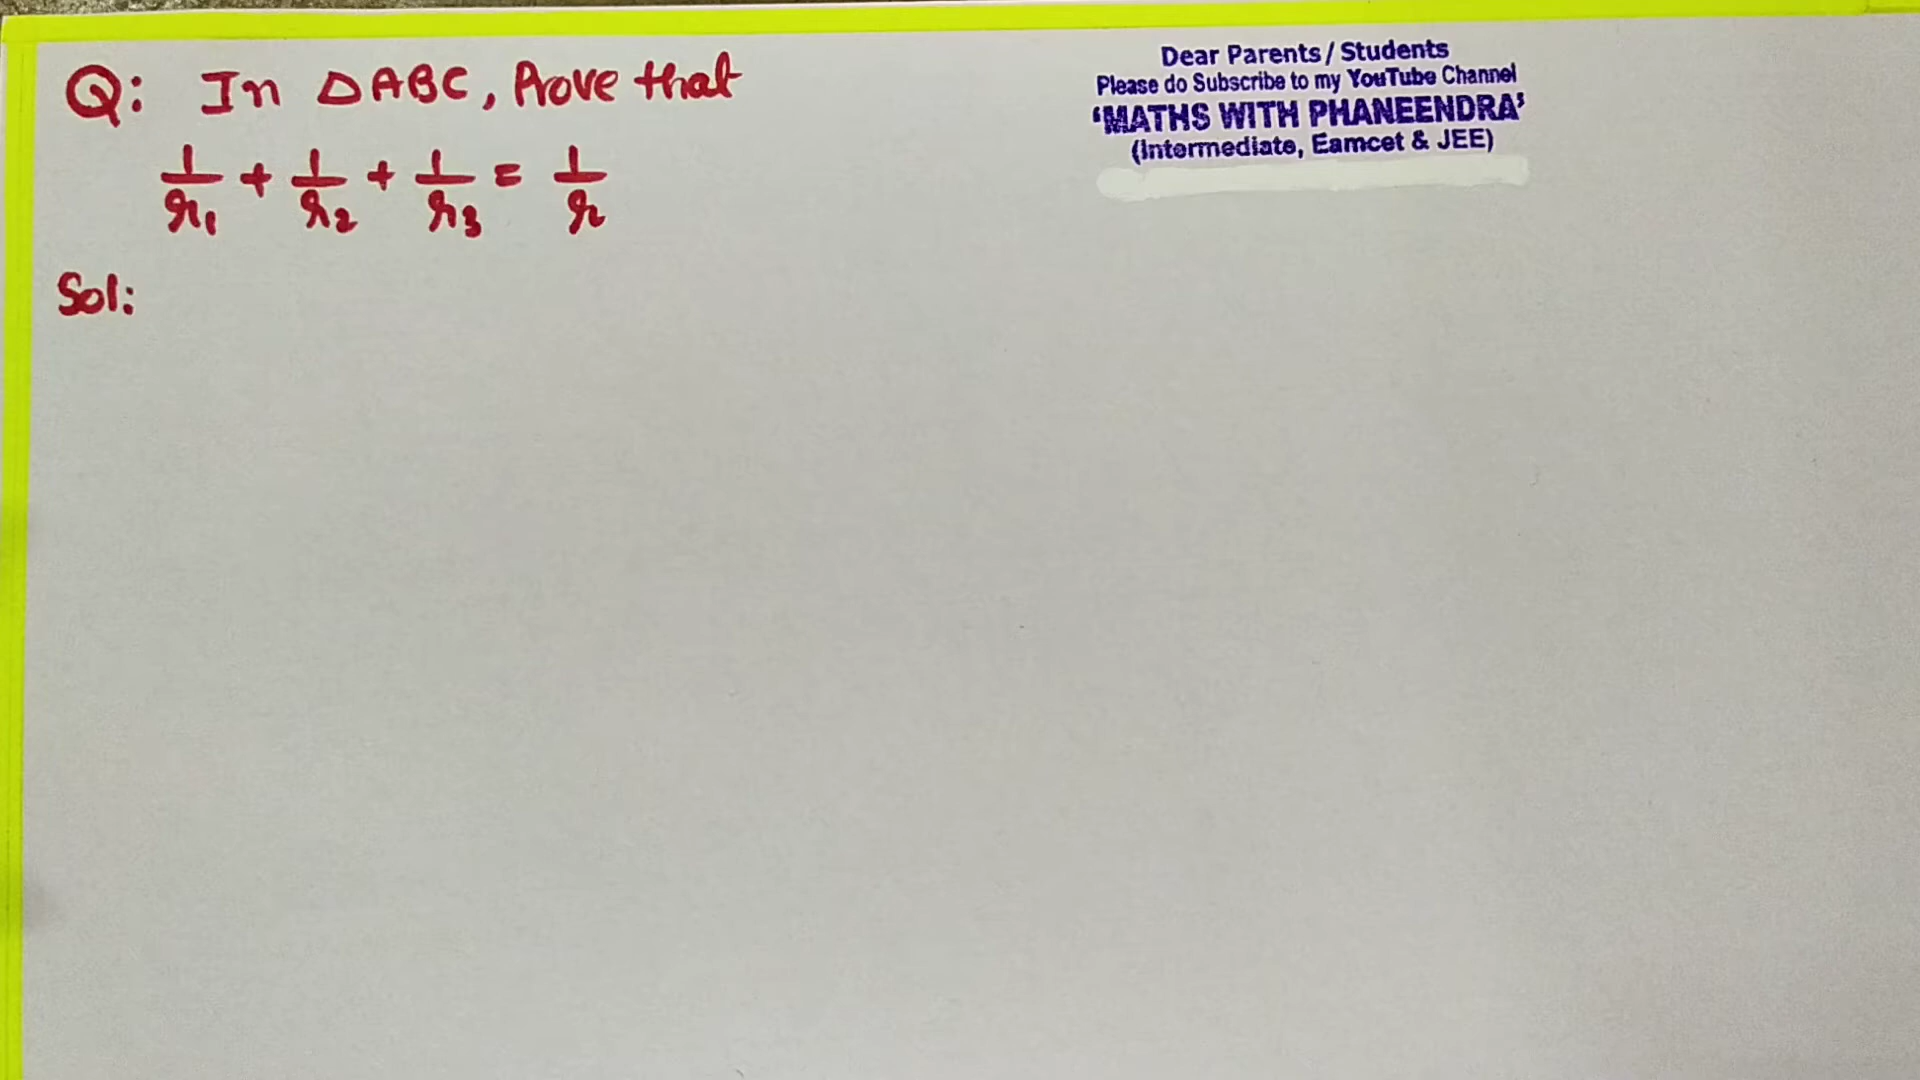 Q: In ΔABC, Prove that
1/r₁ + 1/r₂ + 1/r₃ = 1/r
Sol:
Dear Parents / Students
Please do Subscribe to my YouTube Channel
‘MATHS WITH PHANEENDRA’
(Intermediate, Eamcet & JEE)